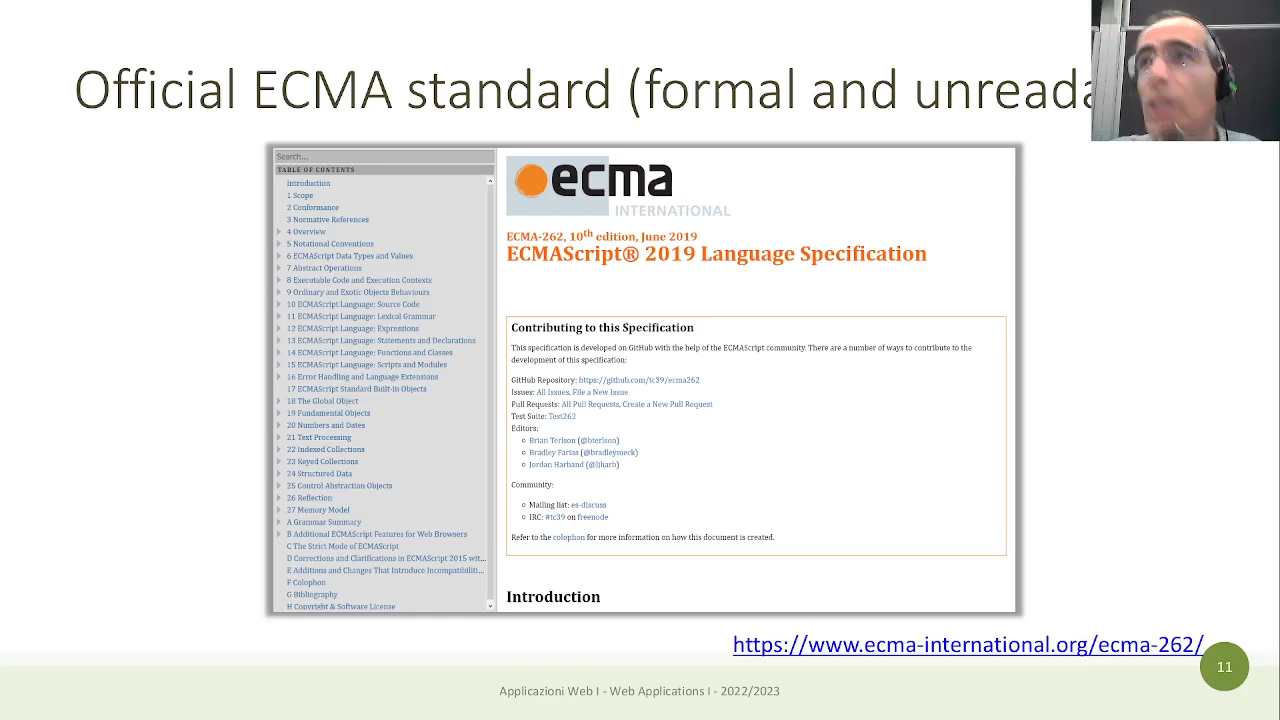 Official ECMA standard (formal and unreada
Search...
TABLE OF CONTENTS
Introduction
1 Scope
2 Conformance
3 Normative References
4 Overview
5 Notational Conventions
6 ECMAScript Data Types and Values
7 Abstract Operations
8 Executable Code and Execution Contexts
9 Ordinary and Exotic Objects Behaviours
10 ECMAScript Language: Source Code
11 ECMAScript Language: Lexical Grammar
12 ECMAScript Language: Expressions
13 ECMAScript Language: Statements and Declarations
14 ECMAScript Language: Functions and Classes
15 ECMAScript Language: Scripts and Modules
16 Error Handling and Language Extensions
17 ECMAScript Standard Built-in Objects
18 The Global Object
19 Fundamental Objects
20 Numbers and Dates
21 Text Processing
22 Indexed Collections
23 Keyed Collections
24 Structured Data
25 Control Abstraction Objects
26 Reflection
27 Memory Model
A Grammar Summary
B Additional ECMAScript Features for Web Browsers
C The Strict Mode of ECMAScript
D Corrections and Clarifications in ECMAScript 2015 wit...
E Additions and Changes That Introduce Incompatibiliti...
F Colophon
G Bibliography
H Copyright & Software License
ecma
INTERNATIONAL
ECMA-262, 10th edition, June 2019
ECMAScript® 2019 Language Specification
Contributing to this Specification
This specification is developed on GitHub with the help of the ECMAScript community. There are a number of ways to contribute to the
development of this specification:
GitHub Repository: https://github.com/tc39/ecma262
Issues: All Issues, File a New Issue
Pull Requests: All Pull Requests, Create a New Pull Request
Test Suite: Test262
Editors:
Brian Terlson (@bterlson)
Bradley Farias (@bradleymeck)
Jordan Harband (@ljharb)
Community:
Mailing list: es-discuss
IRC: #tc39 on freenode
Refer to the colophon for more information on how this document is created.
Introduction
https://www.ecma-international.org/ecma-262/
11
Applicazioni Web I - Web Applications I - 2022/2023